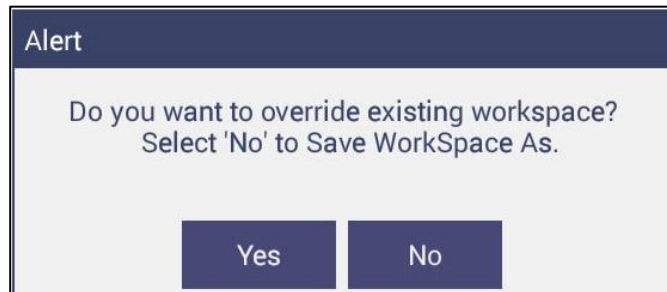 Alert
Do you want to override existing workspace?
Select 'No' to Save WorkSpace As.
Yes
No